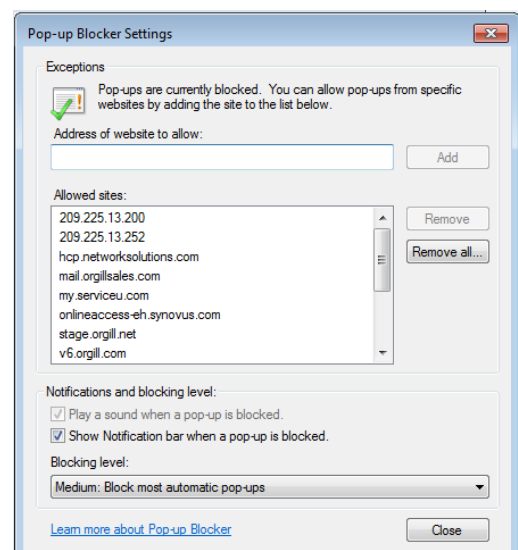 Pop-up Blocker Settings
Exceptions
Pop-ups are currently blocked. You can allow pop-ups from specific
websites by adding the site to the list below.
Address of website to allow:
Add
Allowed sites:
209.225.13.200
209.225.13.252
hcp.networksolutions.com
mail.orgillsales.com
my.serviceu.com
onlineaccess-eh.synovus.com
stage.orgill.net
v6.orgill.com
Remove
Remove all...
Notifications and blocking level:
Play a sound when a pop-up is blocked.
Show Notification bar when a pop-up is blocked.
Blocking level:
Medium: Block most automatic pop-ups
Learn more about Pop-up Blocker
Close